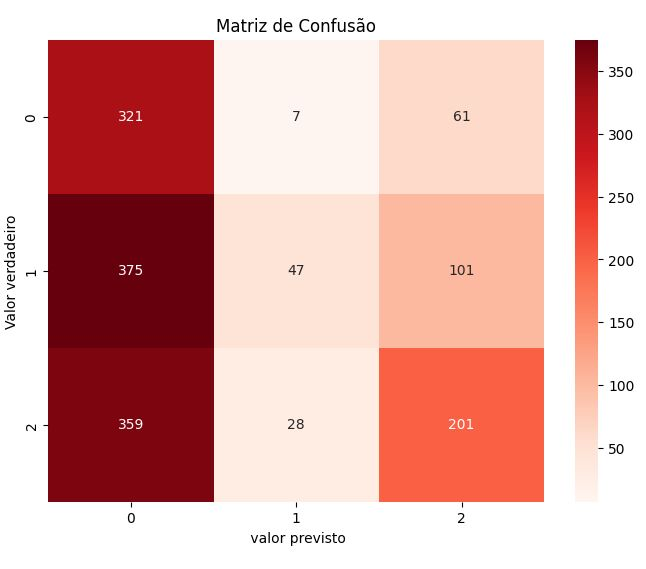 Matriz de Confusão
0 321 7 61
1 375 47 101
2 359 28 201
0 1 2
valor previsto
Valor verdadeiro
350
300
250
200
150
100
50